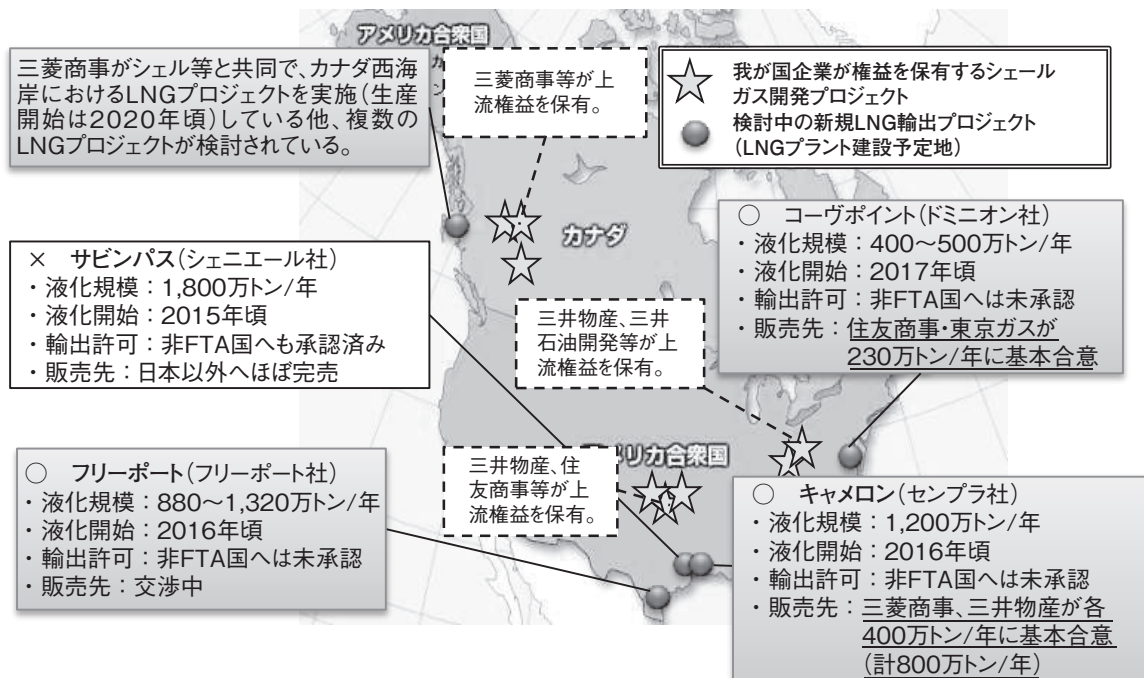 アメリカ合衆国
三菱商事がシェル等と共同で、カナダ西海
岸におけるLNGプロジェクトを実施（生産
開始は2020年頃）している他、複数の
LNGプロジェクトが検討されている。
三菱商事等が上
流権益を保有。
我が国企業が権益を保有するシェール
ガス開発プロジェクト
検討中の新規LNG輸出プロジェクト
（LNGプラント建設予定地）
カナダ
○ コーヴポイント（ドミニオン社）
・液化規模：400～500万トン/年
・液化開始：2017年頃
・輸出許可：非FTA国へは未承認
・販売先：住友商事・東京ガスが
230万トン/年に基本合意
× サビンパス（シェニエール社）
・液化規模：1,800万トン/年
・液化開始：2015年頃
・輸出許可：非FTA国へも承認済み
・販売先：日本以外へほぼ完売
三井物産、三井
石油開発等が上
流権益を保有。
メリカ合衆国
三井物産、住
友商事等が上
流権益を保有。
○ フリーポート（フリーポート社）
・液化規模：880～1,320万トン/年
・液化開始：2016年頃
・輸出許可：非FTA国へは未承認
・販売先：交渉中
○ キャメロン（センプラ社）
・液化規模：1,200万トン/年
・液化開始：2016年頃
・輸出許可：非FTA国へは未承認
・販売先：三菱商事、三井物産が各
400万トン/年に基本合意
（計800万トン/年）